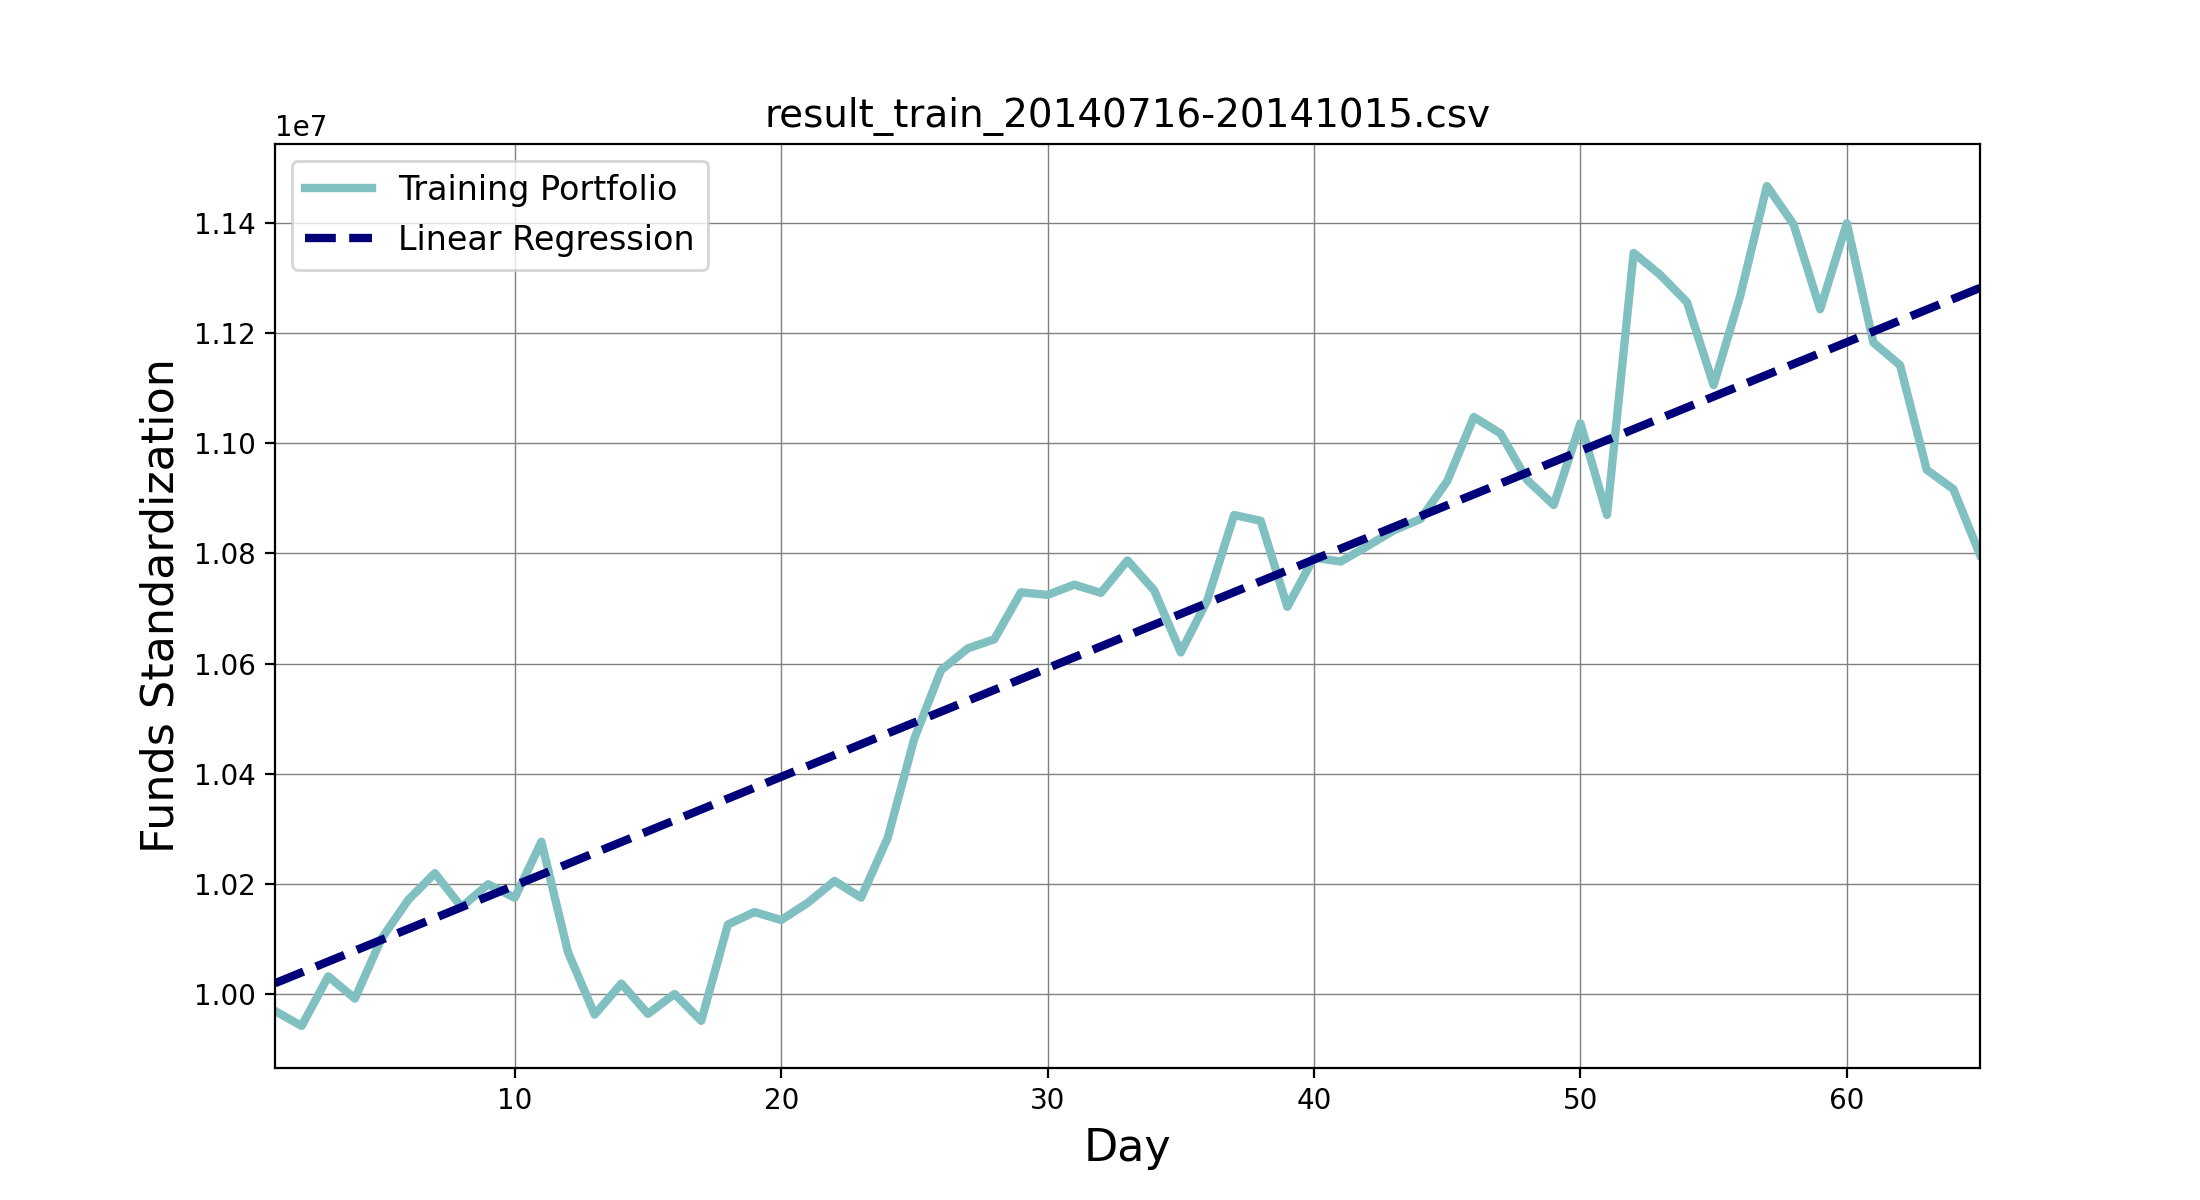 result_train_20140716-20141015.csv
1e7
Training Portfolio
Linear Regression
1.14
1.12
1.10
1.08
1.06
1.04
1.02
1.00
Funds Standardization
10 20 30 40 50 60
Day